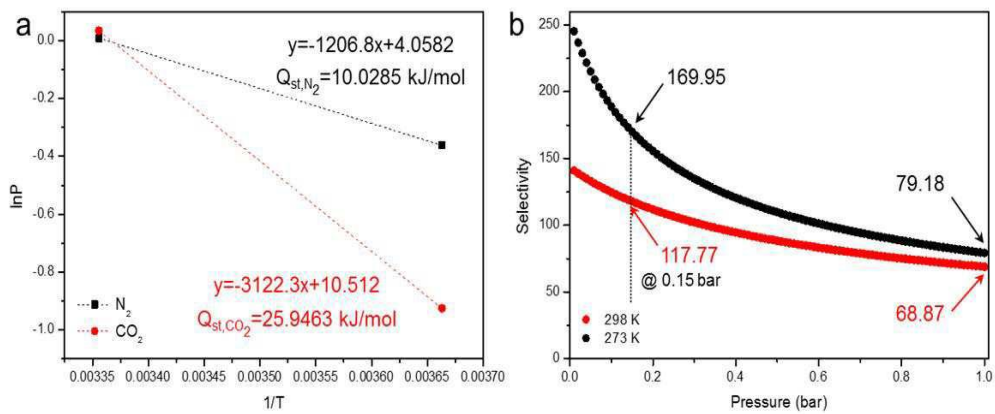 a
y=-1206.8x+4.0582
Qst,N2=10.0285 kJ/mol
y=-3122.3x+10.512
Qst,CO2=25.9463 kJ/mol
N2
CO2
lnP
0.0
-0.2
-0.4
-0.6
-0.8
-1.0
0.00335 0.00340 0.00345 0.00350 0.00355 0.00360 0.00365 0.00370
1/T
b
169.95
79.18
117.77
@ 0.15 bar
68.87
298 K
273 K
Selectivity
250
200
150
100
50
0
0.0 0.2 0.4 0.6 0.8 1.0
Pressure (bar)